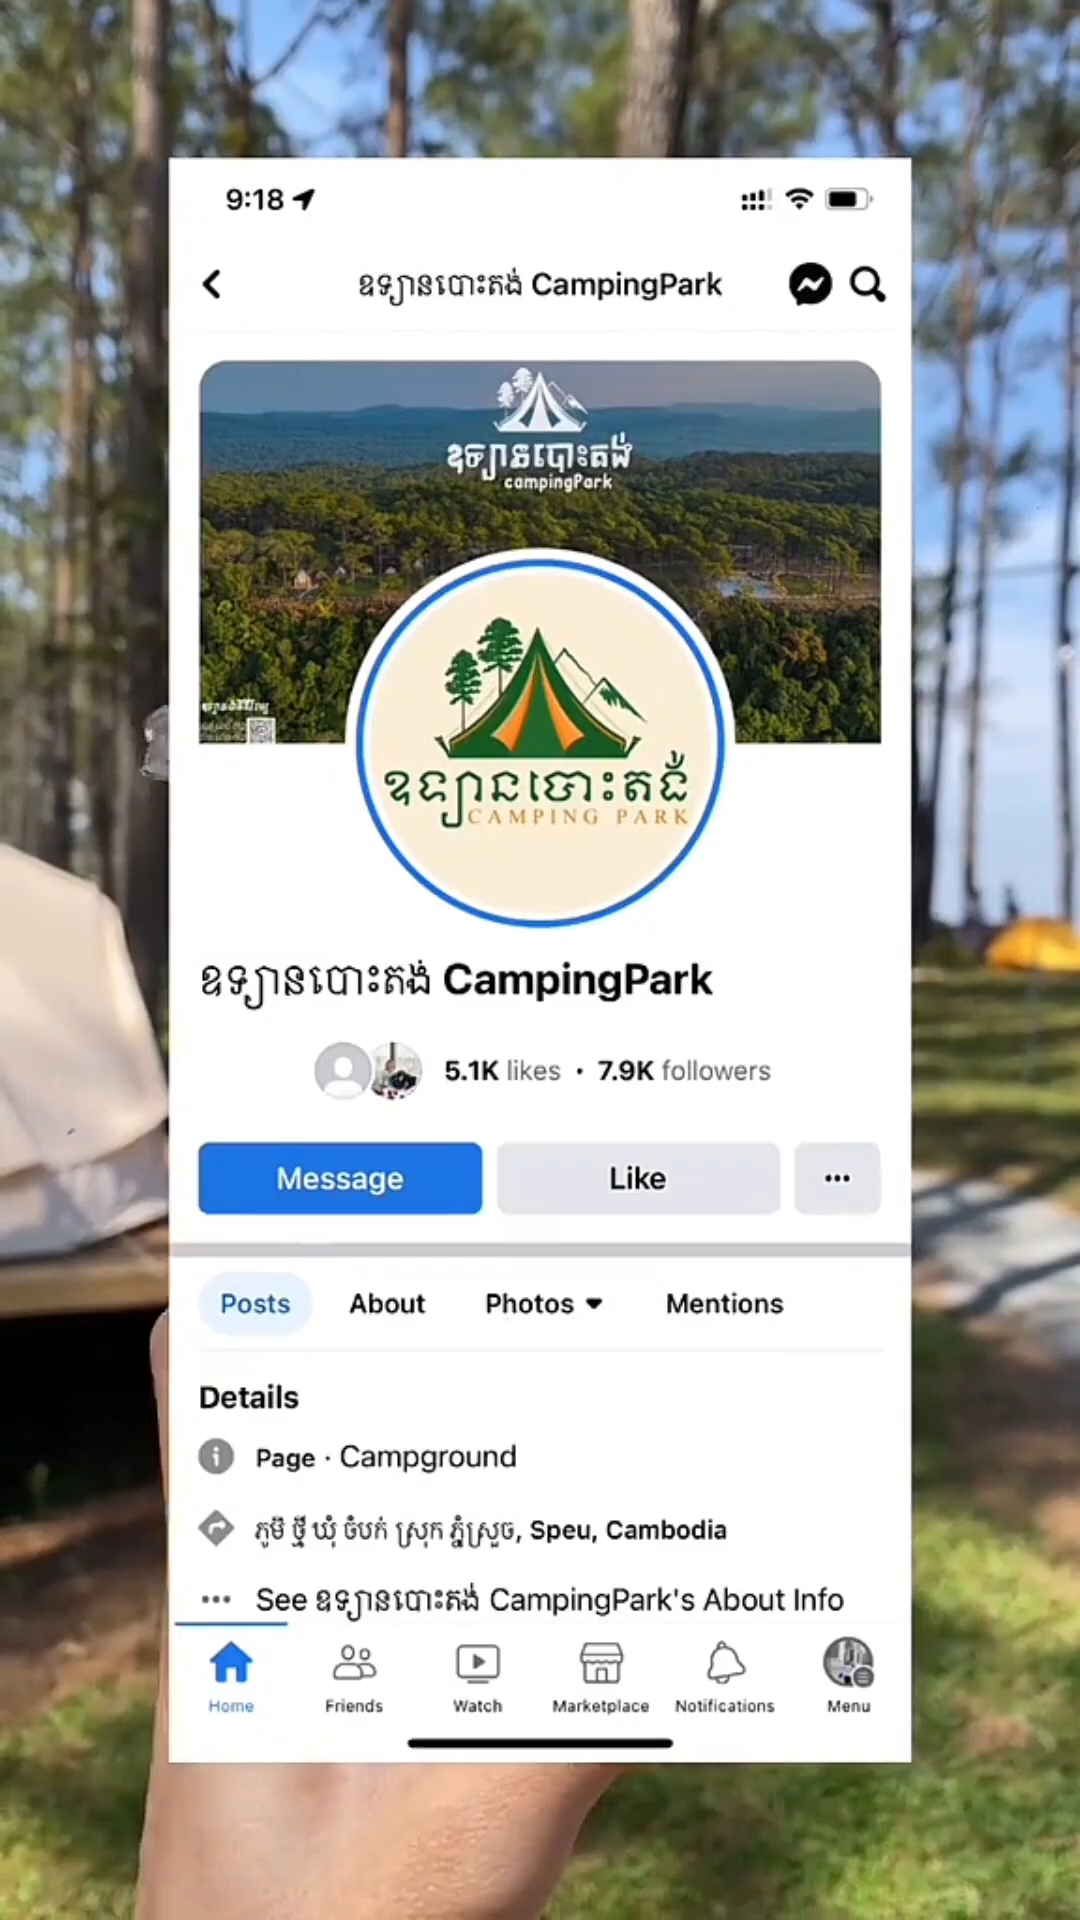 9:18
ឧទ្យានបោះតង់ CampingPark
ឧទ្យានបោះតង់
campingPark
ឧទ្យានបោះតង់
CAMPING PARK
ឧទ្យានបោះតង់ CampingPark
5.1K likes · 7.9K followers
Message
Like
Posts
About
Photos
Mentions
Details
Page · Campground
ភូមិ ថ្មី ឃុំ ចំបក់ ស្រុក ភ្នំស្រួច, Speu, Cambodia
See ឧទ្យានបោះតង់ CampingPark's About Info
Home
Friends
Watch
Marketplace
Notifications
Menu